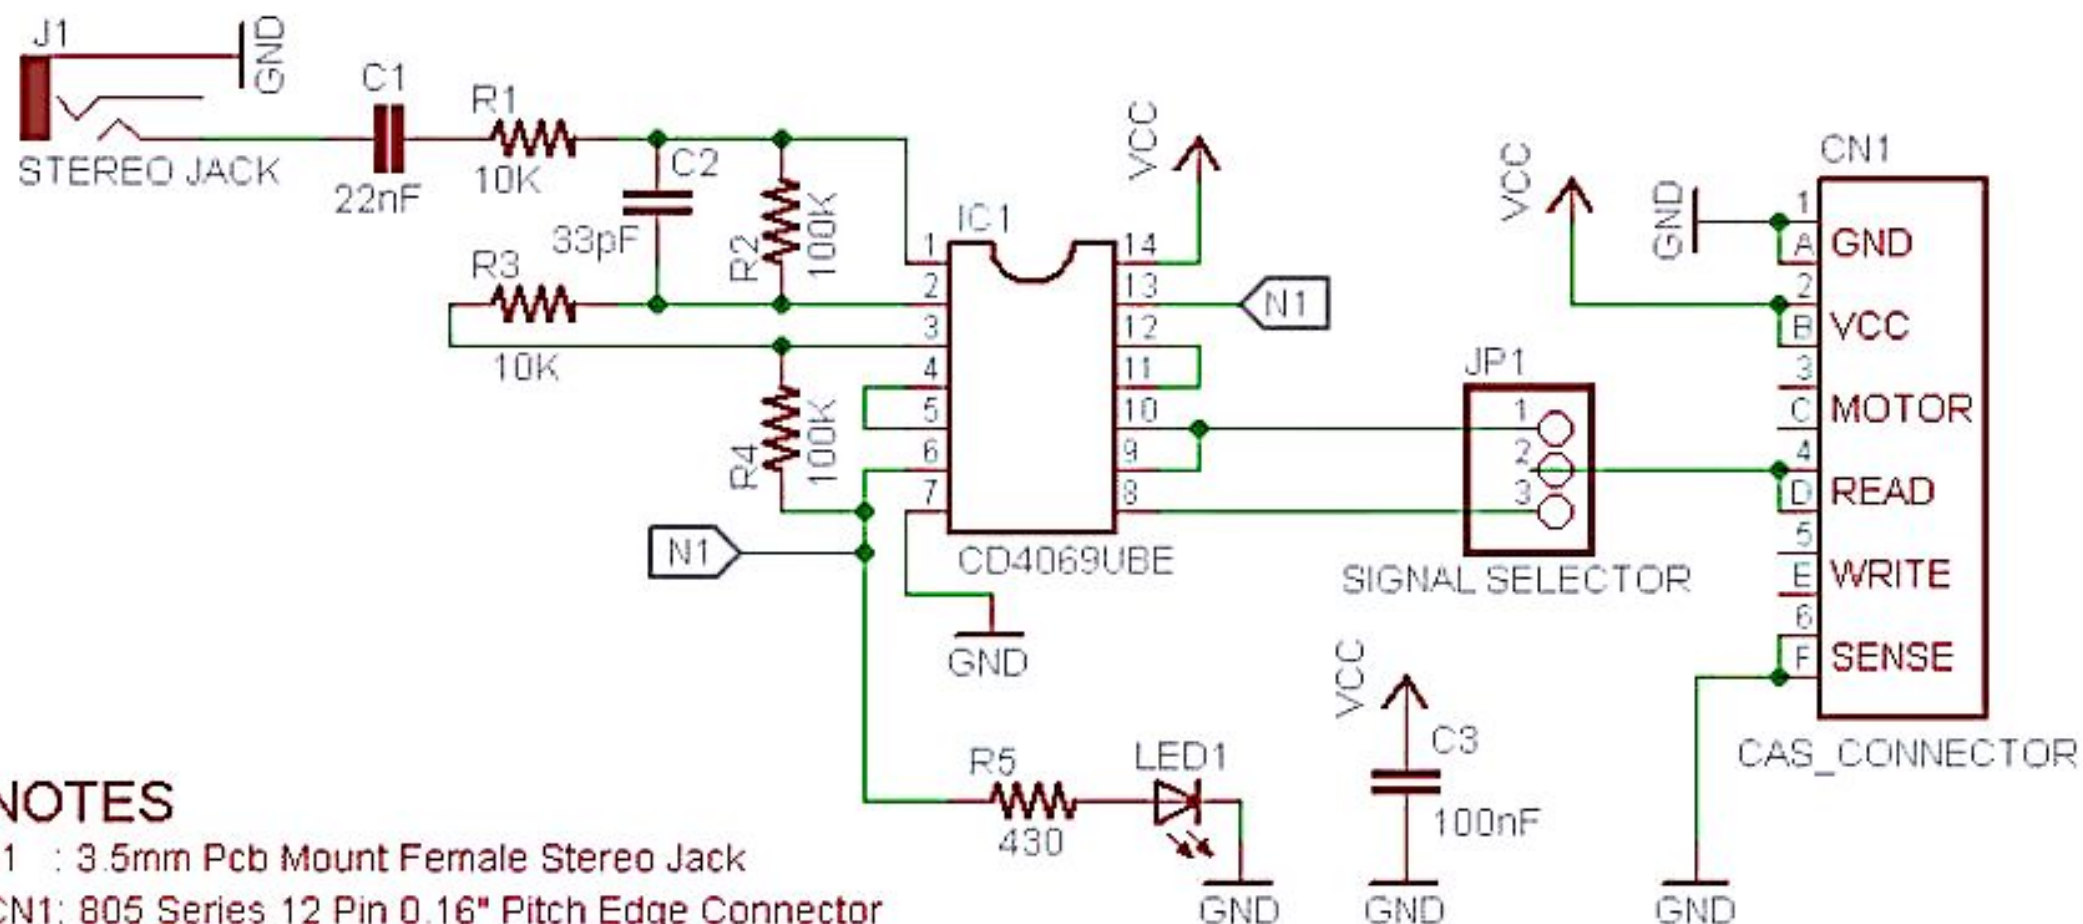 J1
GND
STEREO JACK
C1
22nF
R1
10K
C2
33pF
R2
100K
R3
10K
R4
100K
N1
IC1
1
2
3
4
5
6
7
14
13
12
11
10
9
8
CD4069UBE
VCC
N1
GND
JP1
1
2
3
SIGNAL SELECTOR
VCC
GND
CN1
1
A GND
2
B VCC
3
C MOTOR
4
D READ
5
E WRITE
6
F SENSE
CAS_CONNECTOR
R5
430
LED1
GND
VCC
C3
100nF
GND
GND
NOTES
1 : 3.5mm Pcb Mount Female Stereo Jack
CN1: 805 Series 12 Pin 0.16" Pitch Edge Connector